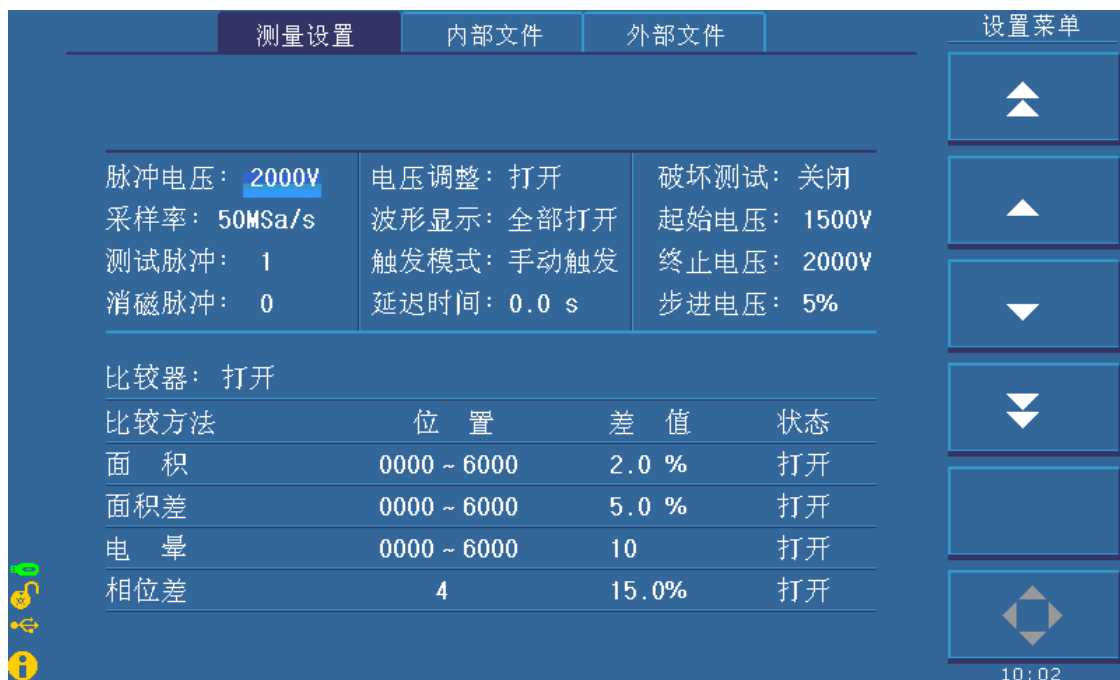 测量设置 内部文件 外部文件 设置菜单
脉冲电压: 2000V 电压调整: 打开 破坏测试: 关闭
采样率: 50MSa/s 波形显示: 全部打开 起始电压: 1500V
测试脉冲: 1 触发模式: 手动触发 终止电压: 2000V
消磁脉冲: 0 延迟时间: 0.0 s 步进电压: 5%
比较器: 打开
比较方法 位 置 差 值 状态
面 积 0000 ~ 6000 2.0 % 打开
面积差 0000 ~ 6000 5.0 % 打开
电 晕 0000 ~ 6000 10 打开
相位差 4 15.0% 打开
10:02